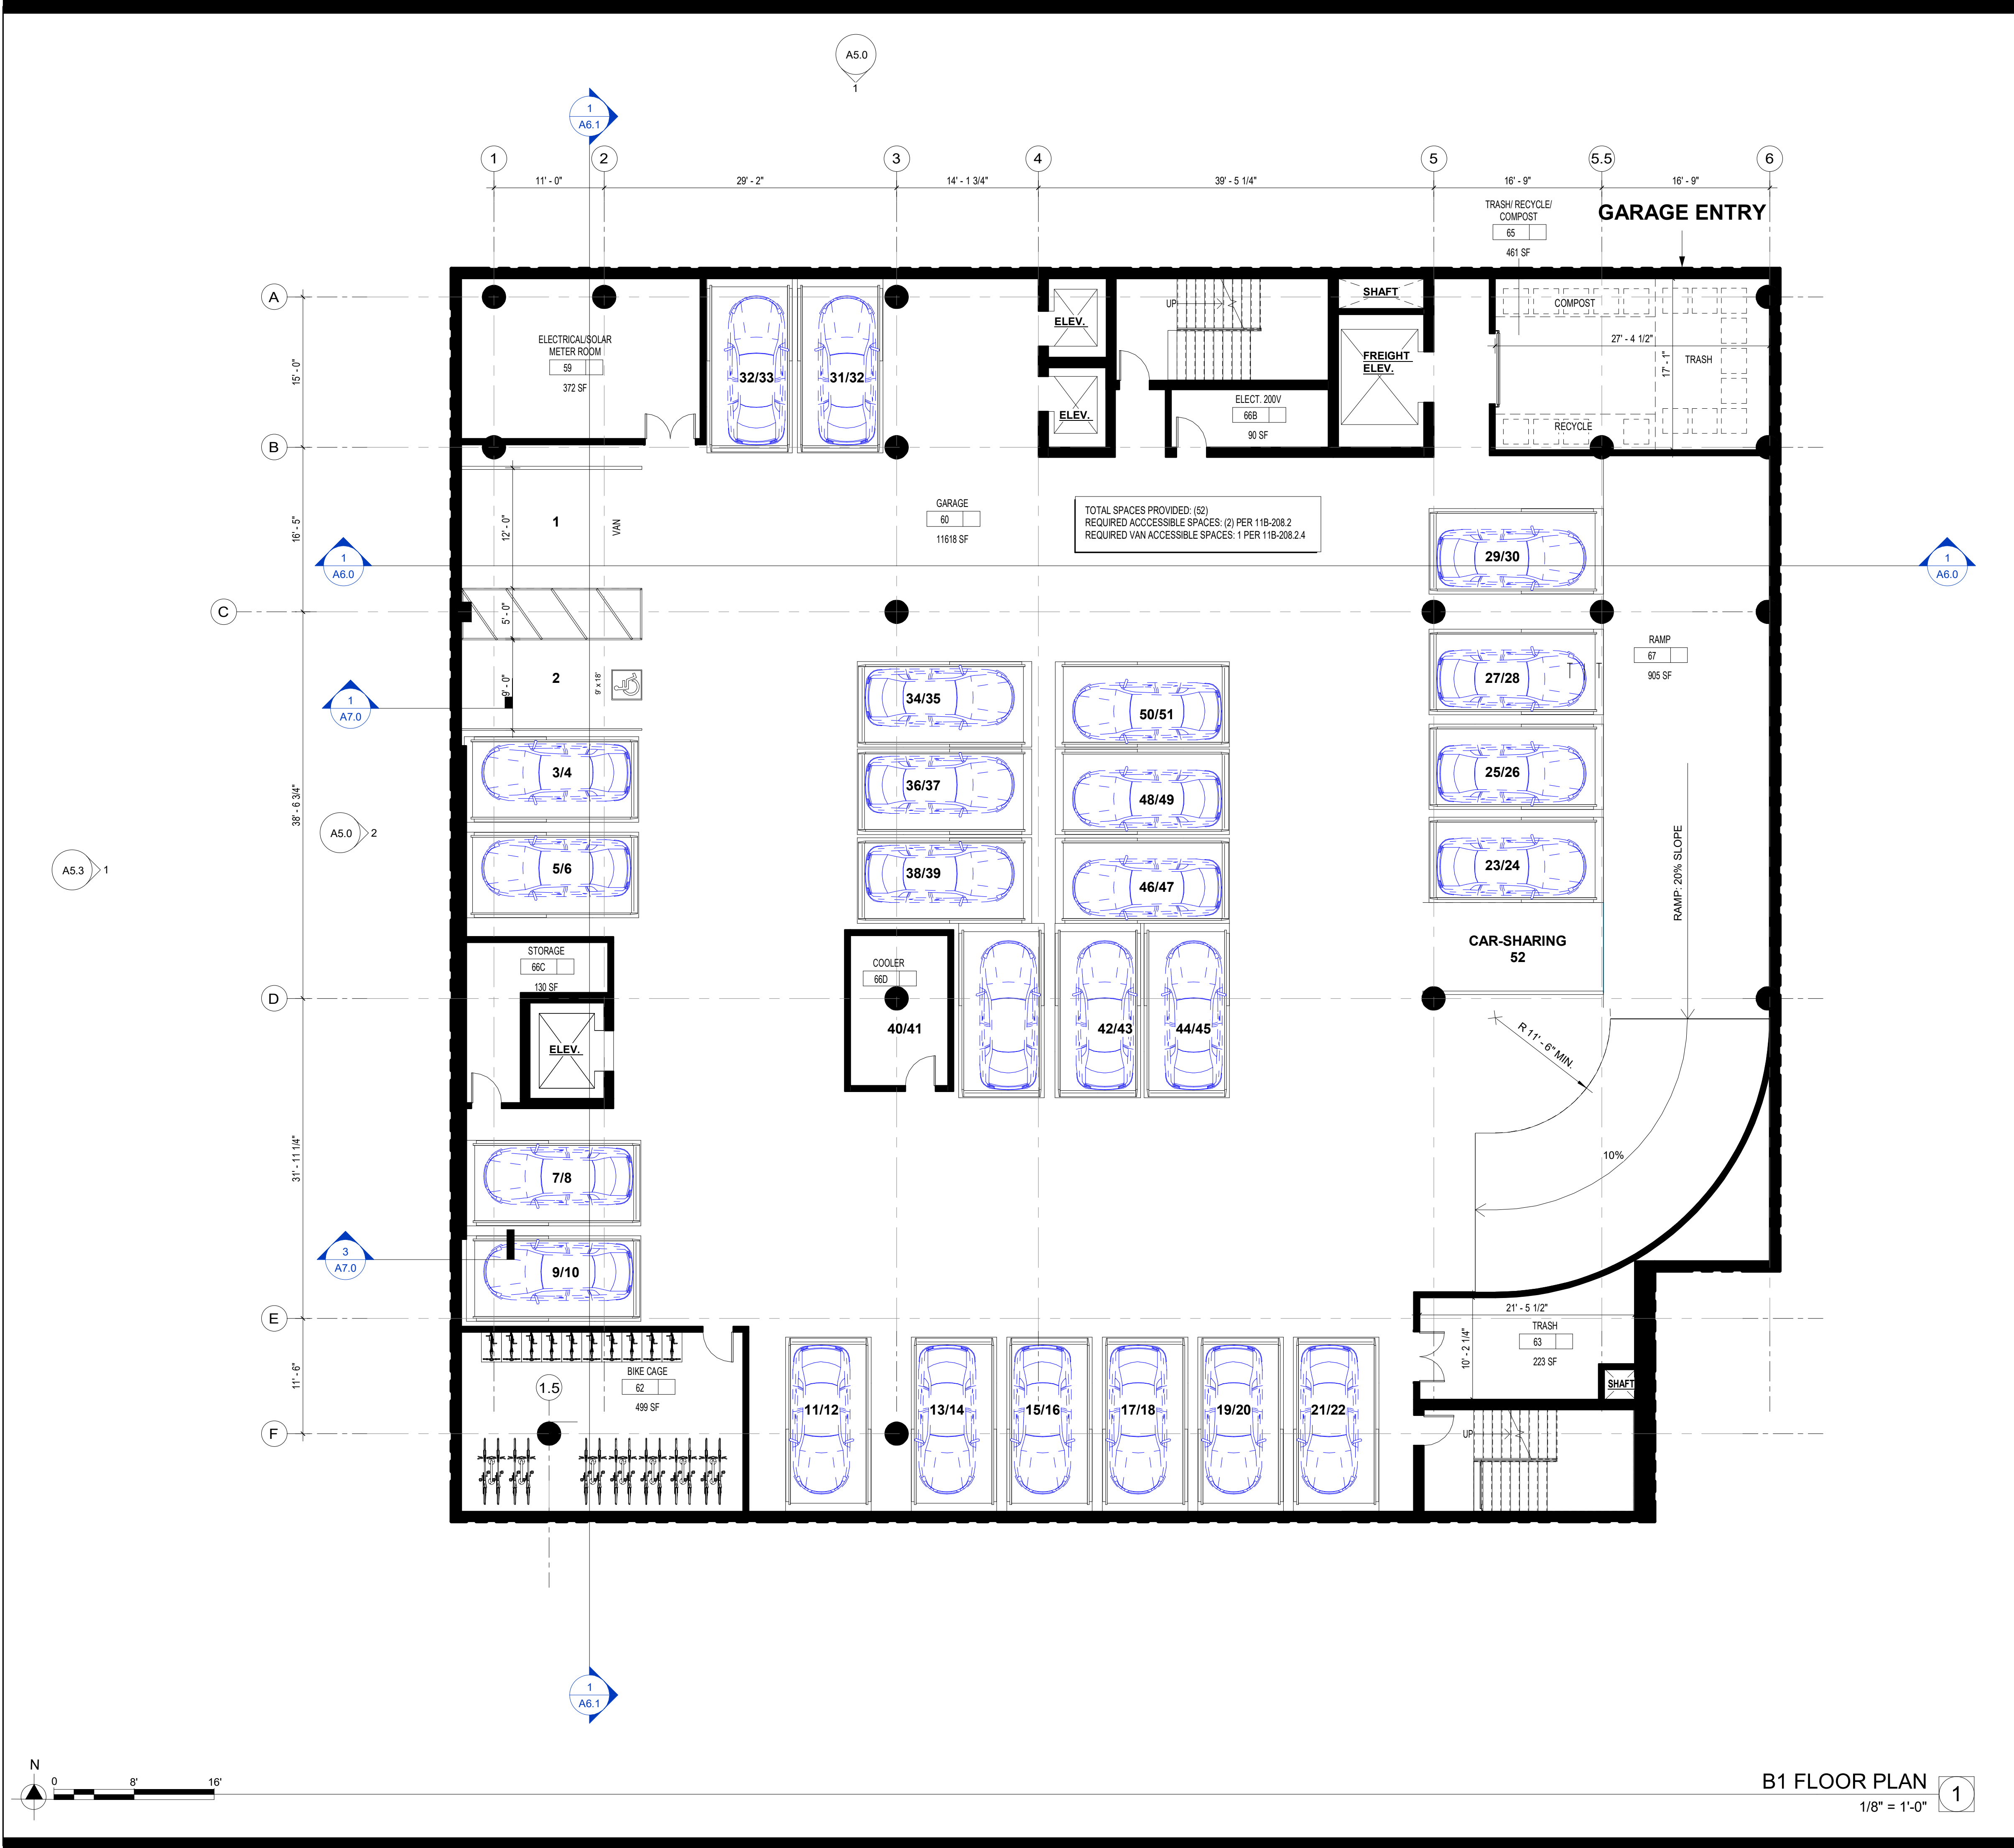 A5.0
1
1
A6.1
1
2
3
4
5
5.5
6
11' - 0"
29' - 2"
14' - 1 3/4"
39' - 5 1/4"
16' - 9"
16' - 9"
TRASH/ RECYCLE/
COMPOST
65
461 SF
GARAGE ENTRY
A
B
C
D
E
F
15' - 0"
16' - 5"
38' - 6 3/4"
31' - 11 1/4"
11' - 6"
ELECTRICAL/SOLAR
METER ROOM
59
372 SF
32/33
31/32
ELEV.
ELEV.
UP
SHAFT
FREIGHT
ELEV.
ELECT. 200V
66B
90 SF
COMPOST
27' - 4 1/2"
17' - 1"
TRASH
RECYCLE
1
VAN
12' - 0"
5' - 0"
2
9' - 0"
9' x 18'
GARAGE
60
11618 SF
TOTAL SPACES PROVIDED: (52)
REQUIRED ACCCESSIBLE SPACES: (2) PER 11B-208.2
REQUIRED VAN ACCESSIBLE SPACES: 1 PER 11B-208.2.4
29/30
1
A6.0
1
A6.0
1
A7.0
RAMP
67
905 SF
27/28
25/26
23/24
34/35
50/51
36/37
48/49
38/39
46/47
3/4
5/6
A5.0
2
A5.3
1
RAMP: 20% SLOPE
CAR-SHARING
52
STORAGE
66C
130 SF
ELEV.
COOLER
66D
40/41
42/43
44/45
R 11' - 6" MIN.
10%
7/8
9/10
3
A7.0
21' - 5 1/2"
10' - 2 1/4"
TRASH
63
223 SF
SHAFT
UP
BIKE CAGE
62
499 SF
1.5
11/12
13/14
15/16
17/18
19/20
21/22
1
A6.1
N
0
8'
16'
B1 FLOOR PLAN
1/8" = 1'-0"
1